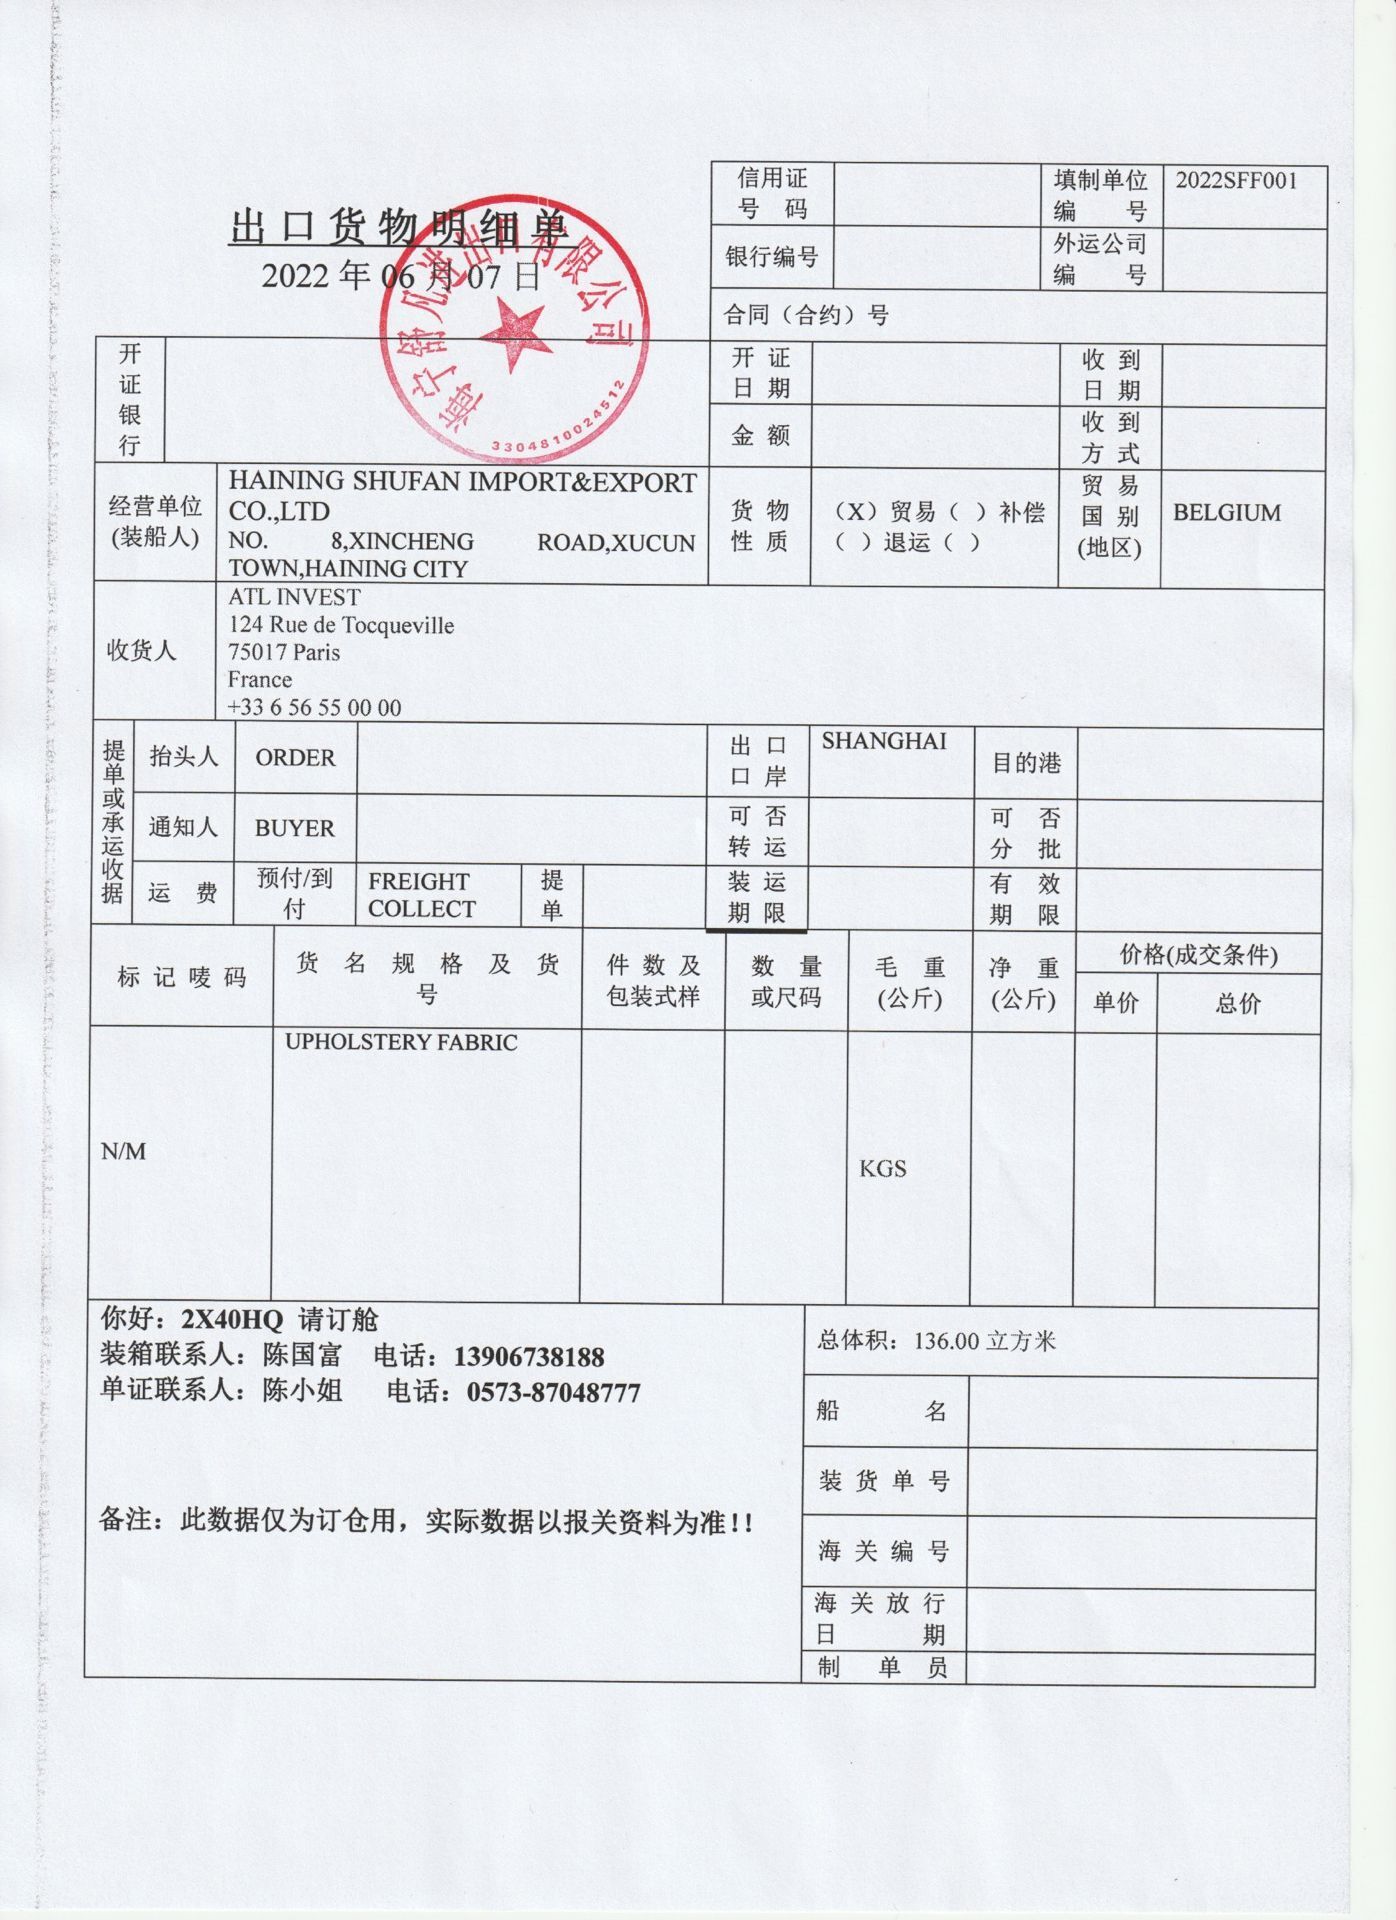 信用证
号 码
填制单位
编 号
2022SFF001
出口货物明细单
2022 年 06 月 07 日
银行编号
外运公司
编 号
合同（合约）号
海宁舒凡进出口有限公司
3304810024512
开
证
银
行
开 证
日 期
收 到
日 期
金 额
收 到
方 式
经营单位
(装船人)
HAINING SHUFAN IMPORT&EXPORT
CO.,LTD
NO. 8,XINCHENG ROAD,XUCUN
TOWN,HAINING CITY
货 物
性 质
（X）贸易（ ）补偿
（ ）退运（ ）
贸 易
国 别
(地区)
BELGIUM
收货人
ATL INVEST
124 Rue de Tocqueville
75017 Paris
France
+33 6 56 55 00 00
提单或承运收据
抬头人
ORDER
出 口
口 岸
SHANGHAI
目的港
通知人
BUYER
可 否
转 运
可 否
分 批
运 费
预付/到
付
FREIGHT
COLLECT
提
单
装 运
期 限
有 效
期 限
标 记 唛 码
货 名 规 格 及 货
号
件 数 及
包装式样
数 量
或尺码
毛 重
(公斤)
净 重
(公斤)
价格(成交条件)
单价
总价
N/M
UPHOLSTERY FABRIC
KGS
你好：2X40HQ 请订舱
装箱联系人：陈国富 电话：13906738188
单证联系人：陈小姐 电话：0573-87048777
备注：此数据仅为订仓用，实际数据以报关资料为准!!
总体积：136.00 立方米
船 名
装 货 单 号
海 关 编 号
海 关 放 行
日 期
制 单 员